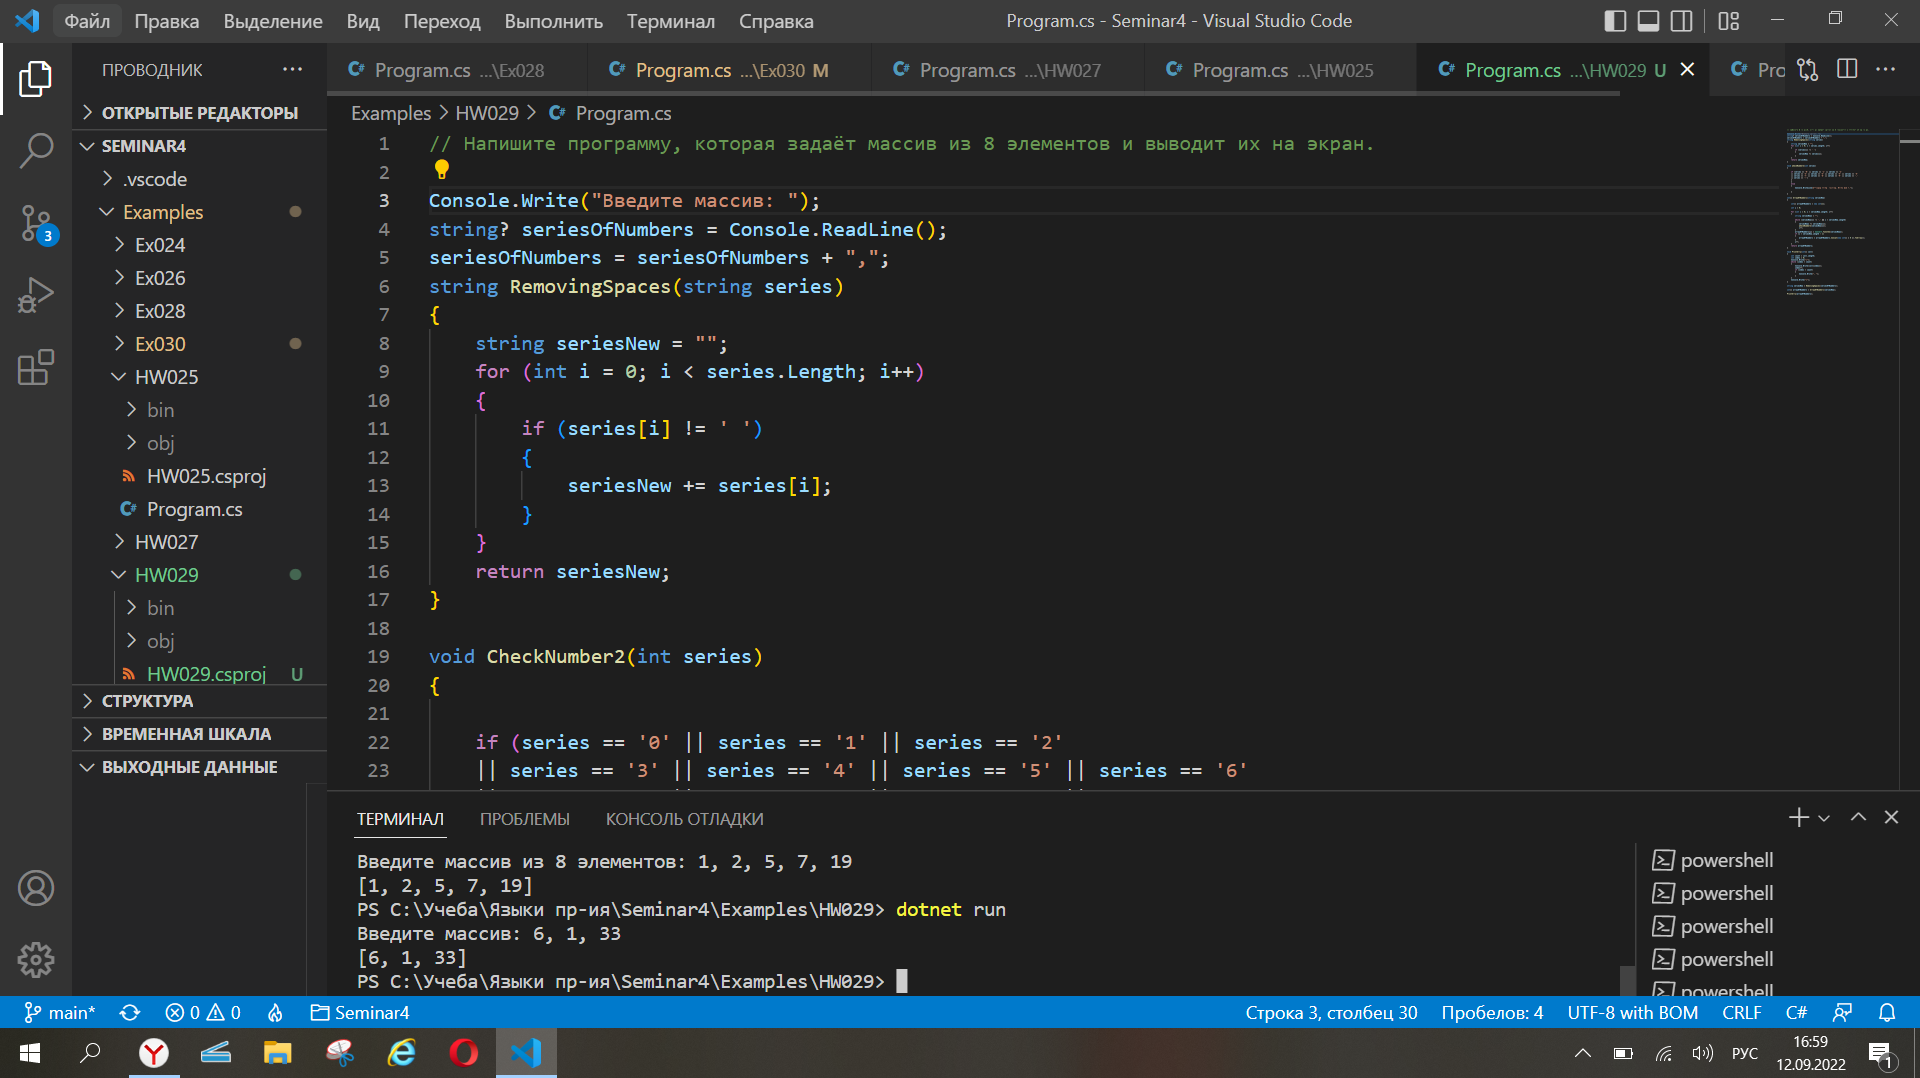 Файл Правка Выделение Вид Переход Выполнить Терминал Справка Program.cs - Seminar4 - Visual Studio Code
ПРОВОДНИК
Program.cs ...\Ex028 Program.cs ...\Ex030 M Program.cs ...\HW027 Program.cs ...\HW025 Program.cs ...\HW029 U Pro
ОТКРЫТЫЕ РЕДАКТОРЫ
SEMINAR4
.vscode
Examples
Ex024
Ex026
Ex028
Ex030
HW025
bin
obj
HW025.csproj
Program.cs
HW027
HW029
bin
obj
HW029.csproj U
СТРУКТУРА
ВРЕМЕННАЯ ШКАЛА
ВЫХОДНЫЕ ДАННЫЕ
3
Examples > HW029 > Program.cs
1 // Напишите программу, которая задаёт массив из 8 элементов и выводит их на экран.
2
3 Console.Write("Введите массив: ");
4 string? seriesOfNumbers = Console.ReadLine();
5 seriesOfNumbers = seriesOfNumbers + ",";
6 string RemovingSpaces(string series)
7 {
8 string seriesNew = "";
9 for (int i = 0; i < series.Length; i++)
10 {
11 if (series[i] != ' ')
12 {
13 seriesNew += series[i];
14 }
15 }
16 return seriesNew;
17 }
18
19 void CheckNumber2(int series)
20 {
21
22 if (series == '0' || series == '1' || series == '2'
23 || series == '3' || series == '4' || series == '5' || series == '6'
ТЕРМИНАЛ ПРОБЛЕМЫ КОНСОЛЬ ОТЛАДКИ
Введите массив из 8 элементов: 1, 2, 5, 7, 19
[1, 2, 5, 7, 19]
PS C:\Учеба\Языки пр-ия\Seminar4\Examples\HW029> dotnet run
Введите массив: 6, 1, 33
[6, 1, 33]
PS C:\Учеба\Языки пр-ия\Seminar4\Examples\HW029>
powershell
powershell
powershell
powershell
powershell
main* 0 0 Seminar4 Строка 3, столбец 30 Пробелов: 4 UTF-8 with BOM CRLF C#
РУС 16:59
12.09.2022
1